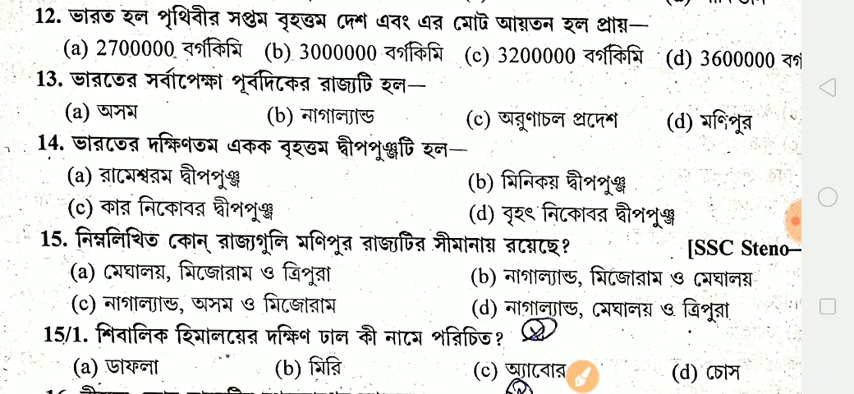 12. ভারত হল পৃথিবীর সপ্তম বৃহত্তম দেশ এবং এর মোট আয়তন হল প্রায়—
(a) 2700000 বর্গকিমি (b) 3000000 বর্গকিমি (c) 3200000 বর্গকিমি (d) 3600000 বর্গ
13. ভারতের সর্বাপেক্ষা পূর্বদিকের রাজ্যটি হল—
(a) অসম (b) নাগাল্যান্ড (c) অরুণাচল প্রদেশ (d) মণিপুর
14. ভারতের দক্ষিণতম একক বৃহত্তম দ্বীপপুঞ্জটি হল—
(a) রামেশ্বরম দ্বীপপুঞ্জ (b) মিনিকয় দ্বীপপুঞ্জ
(c) কার নিকোবর দ্বীপপুঞ্জ (d) বৃহৎ নিকোবর দ্বীপপুঞ্জ
15. নিম্নলিখিত কোন্ রাজ্যগুলি মণিপুর রাজ্যটির সীমানায় রয়েছে? [SSC Steno—
(a) মেঘালয়, মিজোরাম ও ত্রিপুরা (b) নাগাল্যান্ড, মিজোরাম ও মেঘালয়
(c) নাগাল্যান্ড, অসম ও মিজোরাম (d) নাগাল্যান্ড, মেঘালয় ও ত্রিপুরা
15/1. শিবালিক হিমালয়ের দক্ষিণ ঢাল কী নামে পরিচিত?
(a) ডাফলা (b) মিরি (c) অ্যাবোর (d) চোস